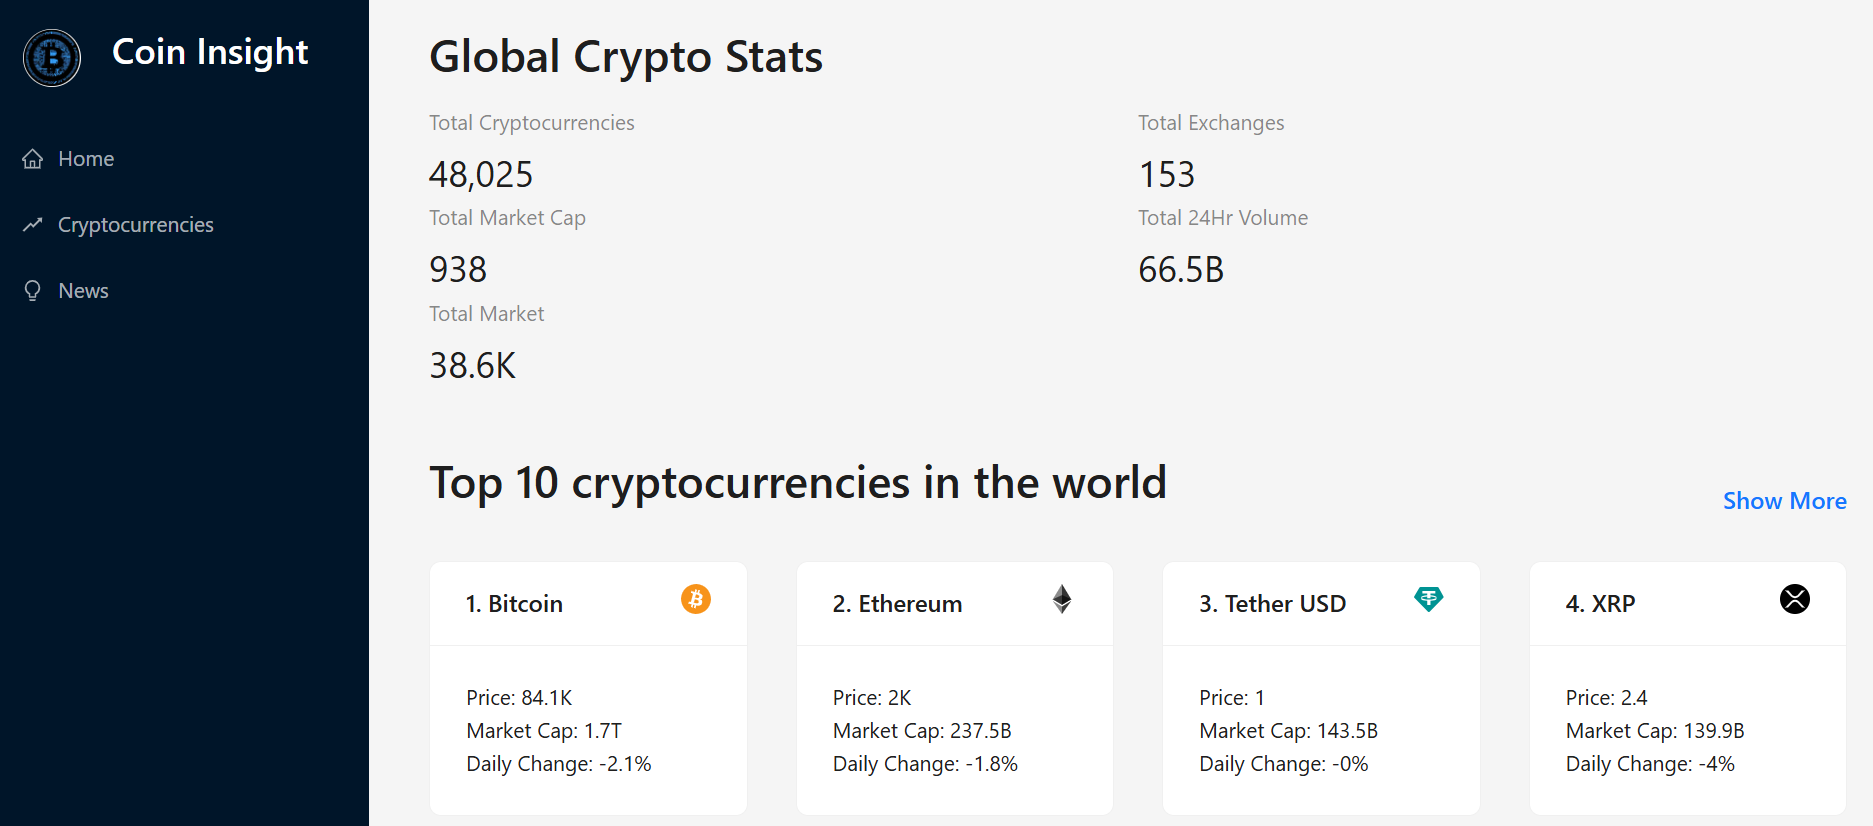 Coin Insight
Home
Cryptocurrencies
News
Global Crypto Stats
Total Cryptocurrencies
48,025
Total Exchanges
153
Total Market Cap
938
Total 24Hr Volume
66.5B
Total Market
38.6K
Top 10 cryptocurrencies in the world
Show More
1. Bitcoin
Price: 84.1K
Market Cap: 1.7T
Daily Change: -2.1%
2. Ethereum
Price: 2K
Market Cap: 237.5B
Daily Change: -1.8%
3. Tether USD
Price: 1
Market Cap: 143.5B
Daily Change: -0%
4. XRP
Price: 2.4
Market Cap: 139.9B
Daily Change: -4%